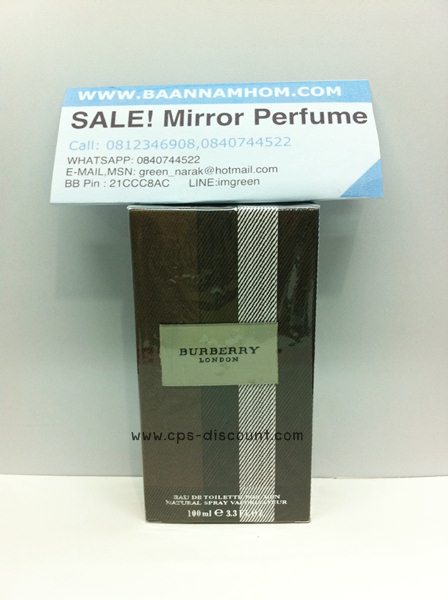 WWW.BAANNAMHOM.COM
SALE! Mirror Perfume
Call: 0812346908,0840744522
WHATSAPP: 0840744522
E-MAIL,MSN: green_narak@hotmail.com
BB Pin : 21CCC8AC LINE:imgreen
BURBERRY
LONDON
www.cps-discount.com
EAU DE TOILETTE
NATURAL SPRAY VAPORISATEUR
100 ml e 3.3